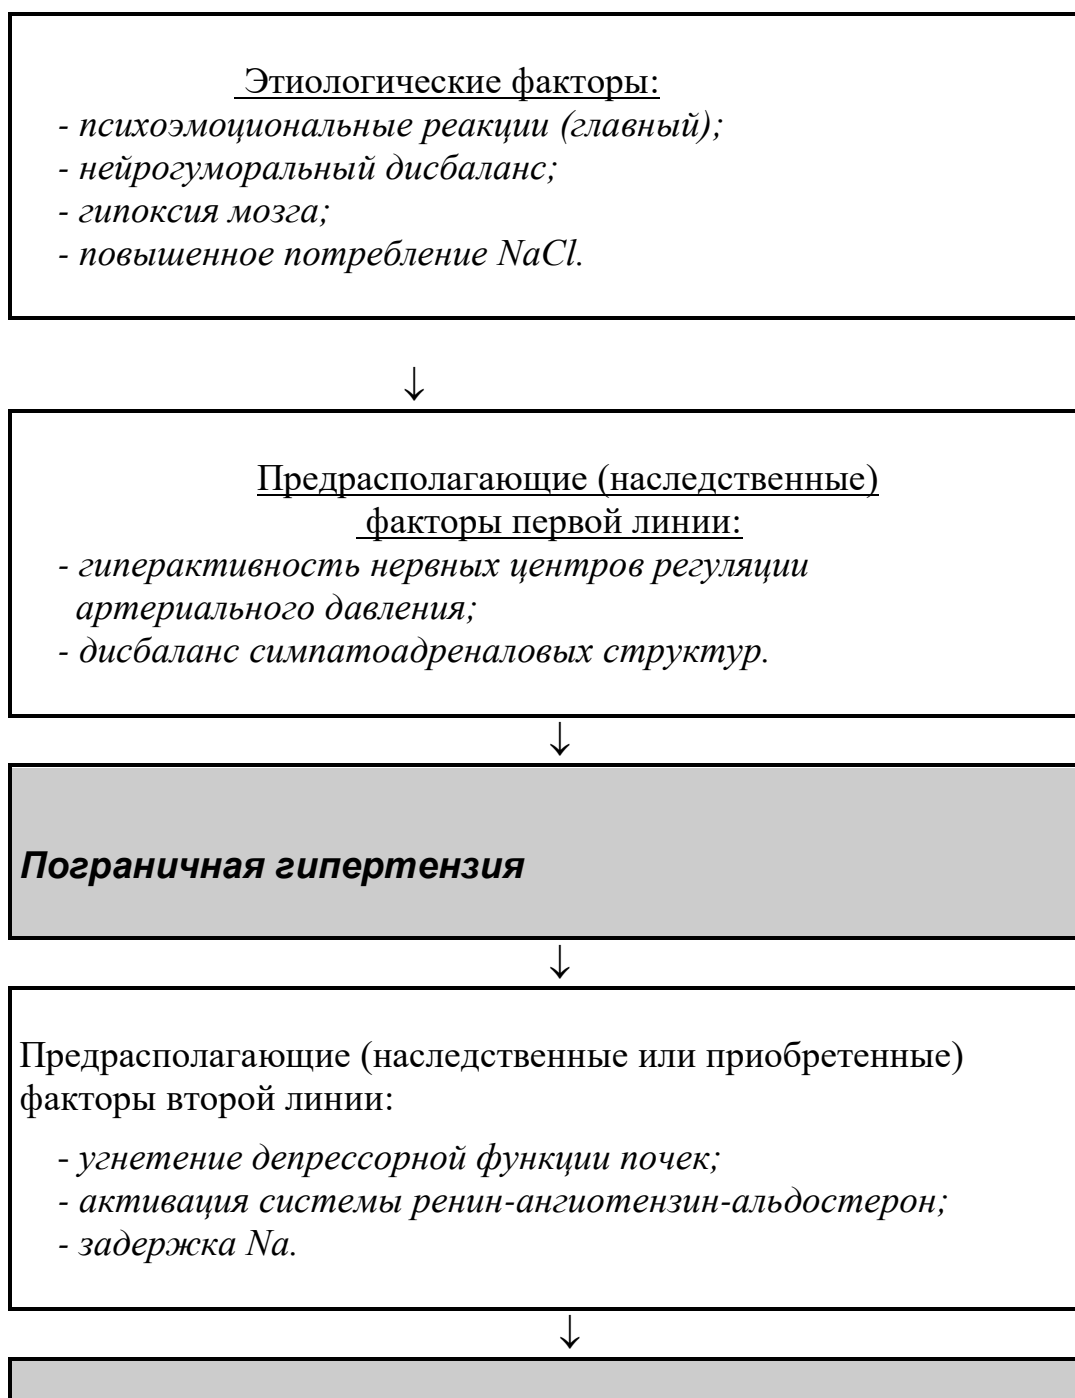 Этиологические факторы:
- психоэмоциональные реакции (главный);
- нейрогуморальный дисбаланс;
- гипоксия мозга;
- повышенное потребление NaCl.
↓
Предрасполагающие (наследственные)
факторы первой линии:
- гиперактивность нервных центров регуляции
артериального давления;
- дисбаланс симпатоадреналовых структур.
↓
Пограничная гипертензия
↓
Предрасполагающие (наследственные или приобретенные)
факторы второй линии:
- угнетение депрессорной функции почек;
- активация системы ренин-ангиотензин-альдостерон;
- задержка Na.
↓